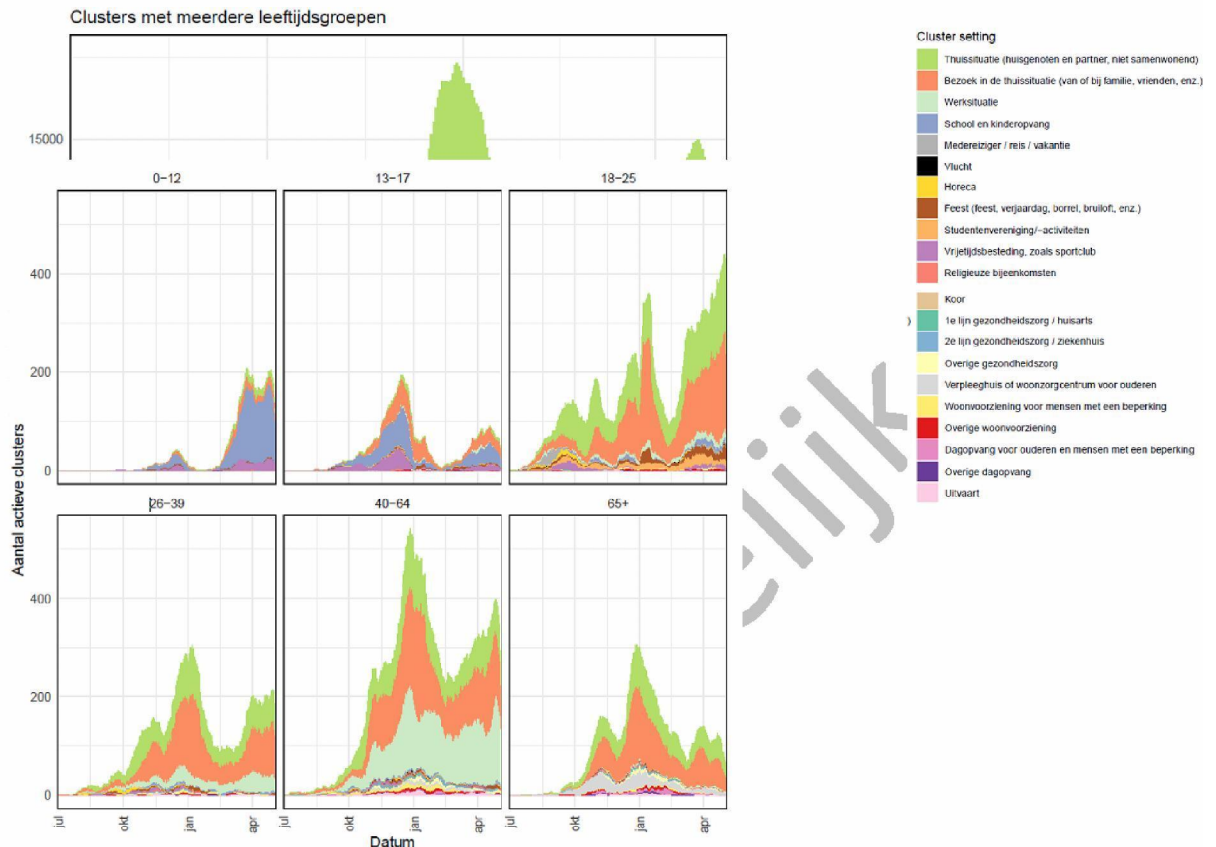 Clusters met meerdere leeftijdsgroepen
15000
0-12
13-17
18-25
400
200
0
26-39
40-64
65+
400
200
0
jul
okt
jan
apr
jul
okt
jan
apr
jul
okt
jan
apr
Aantal actieve clusters
Datum
Cluster setting
Thuissituatie (huisgenoten en partner, niet samenwonend)
Bezoek in de thuissituatie (van of bij familie, vrienden, enz.)
Werksituatie
School en kinderopvang
Medereiziger / reis / vakantie
Vlucht
Horeca
Feest (feest, verjaardag, borrel, bruiloft, enz.)
Studentenvereniging/-activiteiten
Vrijetijdsbesteding, zoals sportclub
Religieuze bijeenkomsten
Koor
) 1e lijn gezondheidszorg / huisarts
2e lijn gezondheidszorg / ziekenhuis
Overige gezondheidszorg
Verpleeghuis of woonzorgcentrum voor ouderen
Woonvoorziening voor mensen met een beperking
Overige woonvoorziening
Dagopvang voor ouderen en mensen met een beperking
Overige dagopvang
Uitvaart
elijk